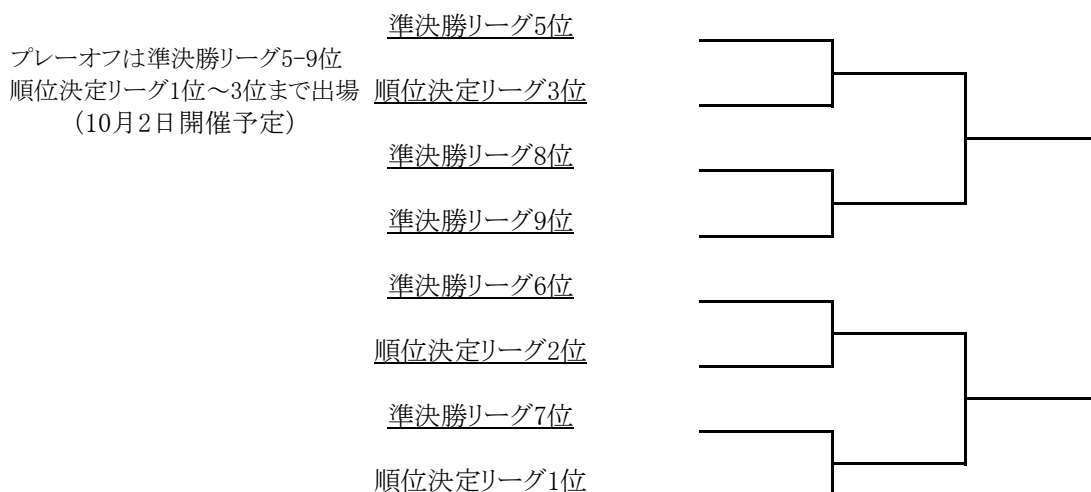 準決勝リーグ5位
プレーオフは準決勝リーグ5-9位
順位決定リーグ1位～3位まで出場
順位決定リーグ3位
(10月2日開催予定)
準決勝リーグ8位
準決勝リーグ9位
準決勝リーグ6位
順位決定リーグ2位
準決勝リーグ7位
順位決定リーグ1位